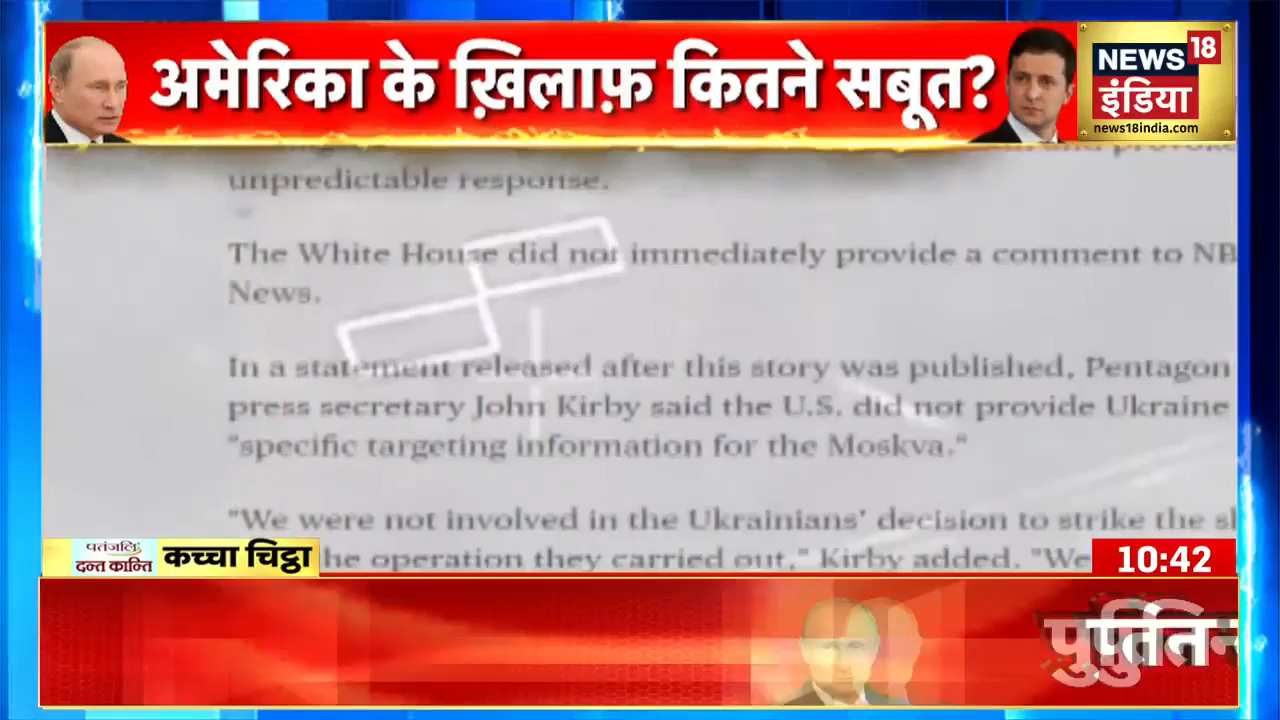 अमेरिका के ख़िलाफ़ कितने सबूत?
NEWS 18
इंडिया
news18india.com
unpredictable response.
The White House did not immediately provide a comment to NB
News.
In a statement released after this story was published, Pentagon
press secretary John Kirby said the U.S. did not provide Ukraine
"specific targeting information for the Moskva."
"We were not involved in the Ukrainians' decision to strike the
he operation they carried out," Kirby added. "We
पतंजलि
दन्त कान्ति
कच्चा चिट्ठा
10:42